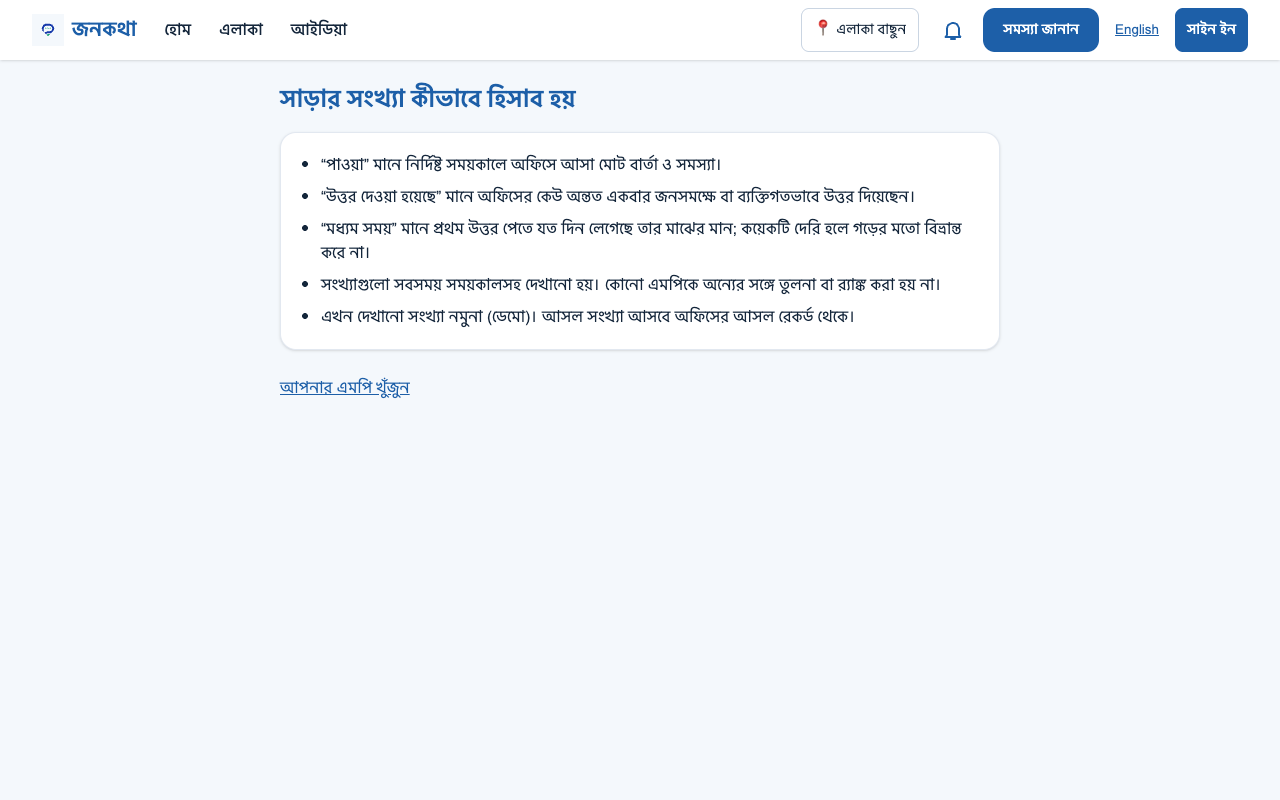 জনকথা
হোম
এলাকা
আইডিয়া
এলাকা বাছুন
সমস্যা জানান
English
সাইন ইন
সাড়ার সংখ্যা কীভাবে হিসাব হয়
“পাওয়া” মানে নির্দিষ্ট সময়কালে অফিসে আসা মোট বার্তা ও সমস্যা।
“উত্তর দেওয়া হয়েছে” মানে অফিসের কেউ অন্তত একবার জনসমক্ষে বা ব্যক্তিগতভাবে উত্তর দিয়েছেন।
“মধ্যম সময়” মানে প্রথম উত্তর পেতে যত দিন লেগেছে তার মাঝের মান; কয়েকটি দেরি হলে গড়ের মতো বিভ্রান্ত
করে না।
সংখ্যাগুলো সবসময় সময়কালসহ দেখানো হয়। কোনো এমপিকে অন্যের সঙ্গে তুলনা বা র‍্যাঙ্ক করা হয় না।
এখন দেখানো সংখ্যা নমুনা (ডেমো)। আসল সংখ্যা আসবে অফিসের আসল রেকর্ড থেকে।
আপনার এমপি খুঁজুন